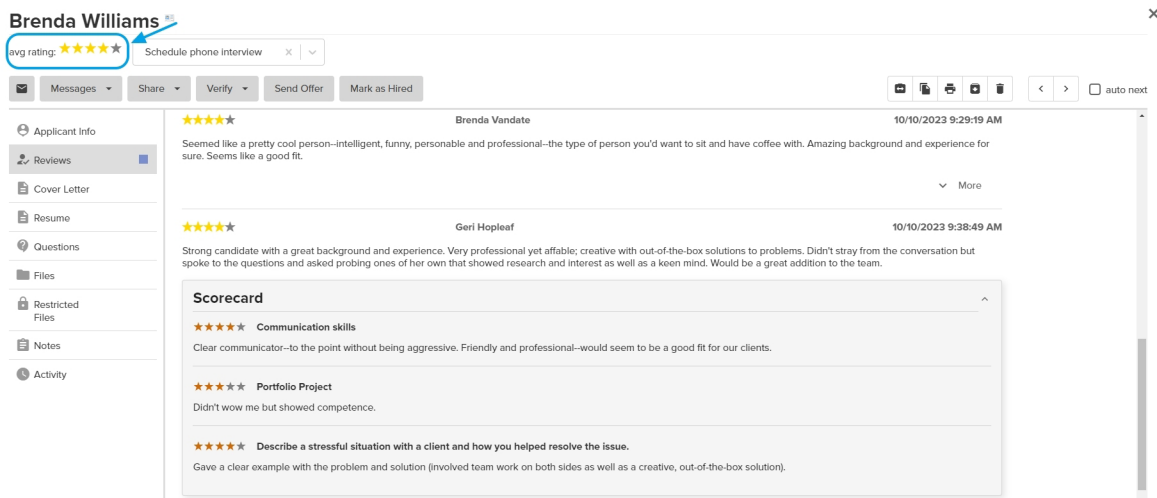 Brenda Williams
avg rating:
Schedule phone interview
Messages
Share
Verify
Send Offer
Mark as Hired
auto next
Applicant Info
Reviews
Cover Letter
Resume
Questions
Files
Restricted
Files
Notes
Activity
Brenda Vandate 10/10/2023 9:29:19 AM
Seemed like a pretty cool person--intelligent, funny, personable and professional--the type of person you'd want to sit and have coffee with. Amazing background and experience for
sure. Seems like a good fit.
More
Geri Hopleaf 10/10/2023 9:38:49 AM
Strong candidate with a great background and experience. Very professional yet affable; creative with out-of-the-box solutions to problems. Didn't stray from the conversation but
spoke to the questions and asked probing ones of her own that showed research and interest as well as a keen mind. Would be a great addition to the team.
Scorecard
Communication skills
Clear communicator--to the point without being aggressive. Friendly and professional--would seem to be a good fit for our clients.
Portfolio Project
Didn't wow me but showed competence.
Describe a stressful situation with a client and how you helped resolve the issue.
Gave a clear example with the problem and solution (involved team work on both sides as well as a creative, out-of-the-box solution).